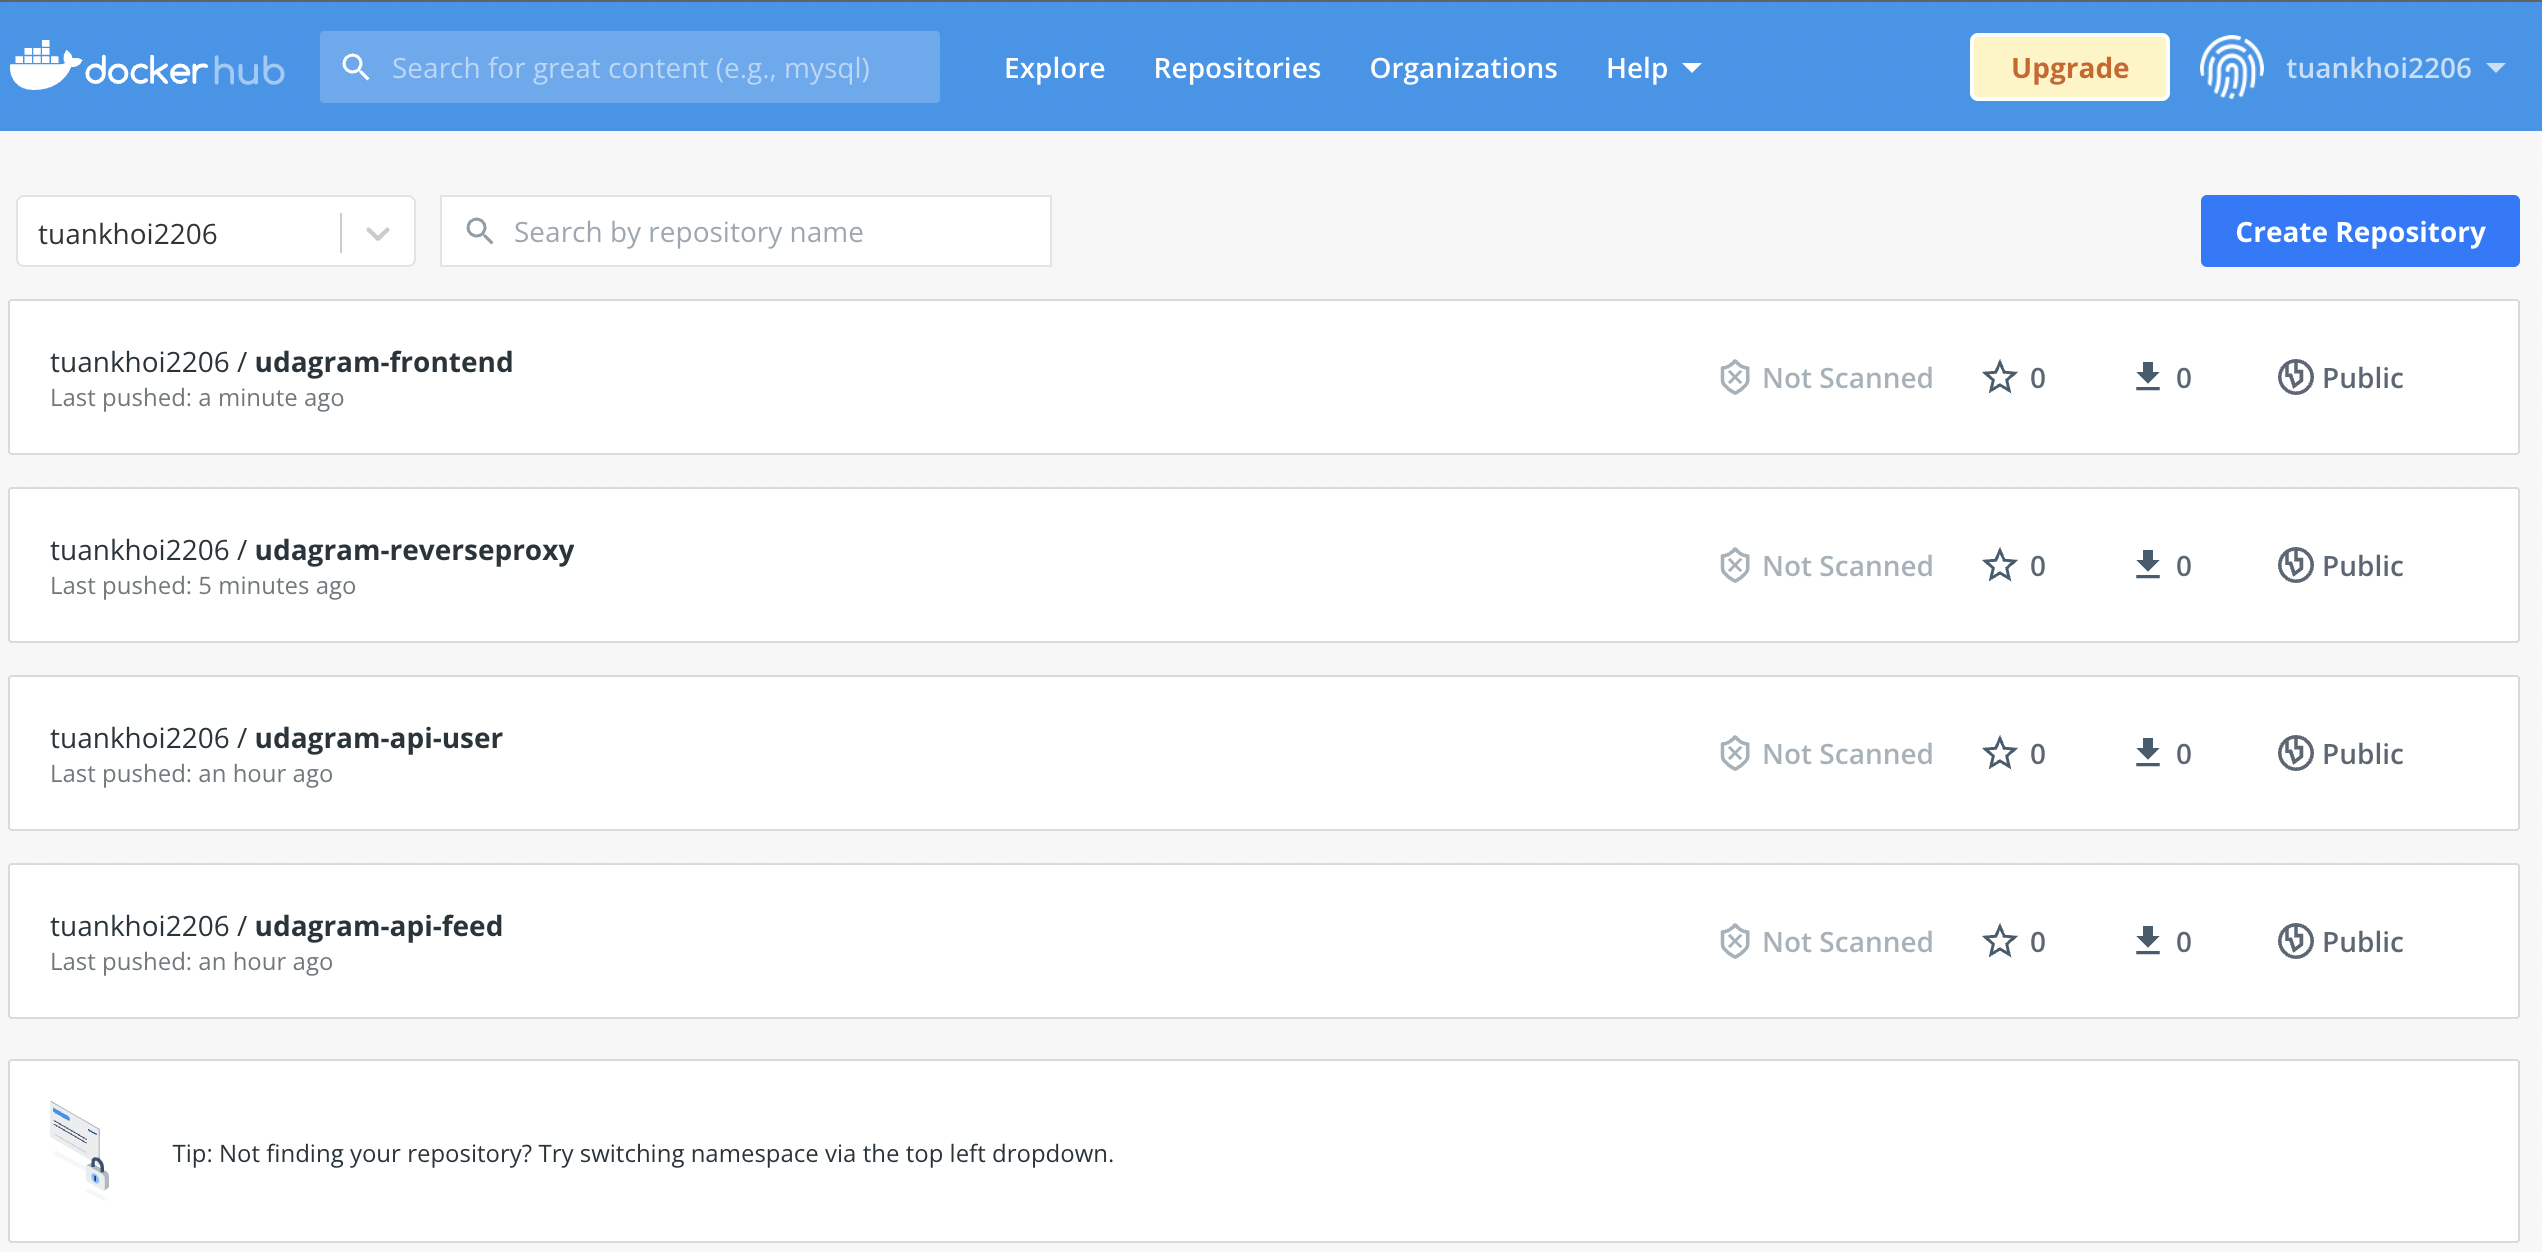 docker hub
Search for great content (e.g., mysql)
Explore
Repositories
Organizations
Help
Upgrade
tuankhoi2206
tuankhoi2206
Search by repository name
Create Repository
tuankhoi2206 / udagram-frontend
Last pushed: a minute ago
Not Scanned
0
0
Public
tuankhoi2206 / udagram-reverseproxy
Last pushed: 5 minutes ago
Not Scanned
0
0
Public
tuankhoi2206 / udagram-api-user
Last pushed: an hour ago
Not Scanned
0
0
Public
tuankhoi2206 / udagram-api-feed
Last pushed: an hour ago
Not Scanned
0
0
Public
Tip: Not finding your repository? Try switching namespace via the top left dropdown.